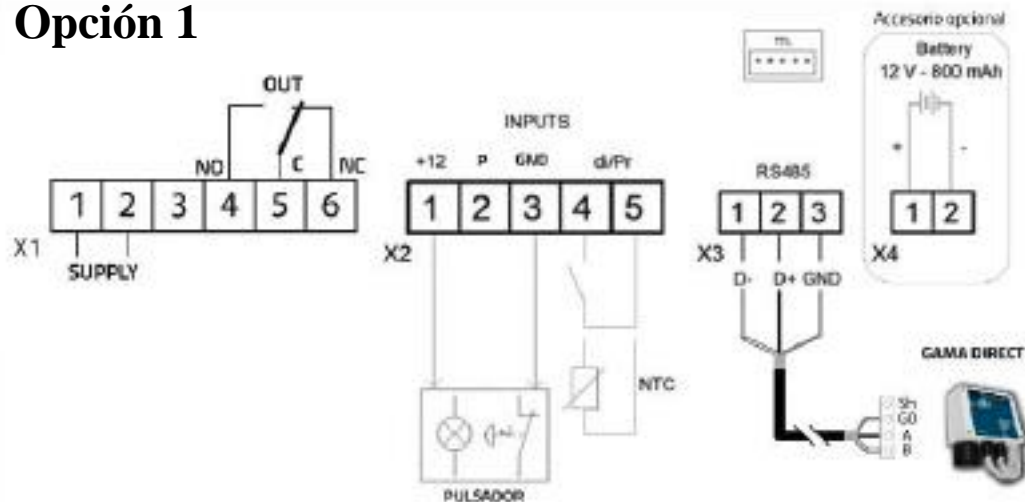 Opción 1
Accesorio opcional
Battery
12 V - 800 mAh
+ -
OUT
NO C NC
1 2 3 4 5 6
X1
SUPPLY
INPUTS
+12 P GND di/Pr
1 2 3 4 5
X2
NTC
PULSADOR
RS485
1 2 3
X3
D- D+ GND
1 2
X4
GAMA DIRECT
SH
G0
A
B